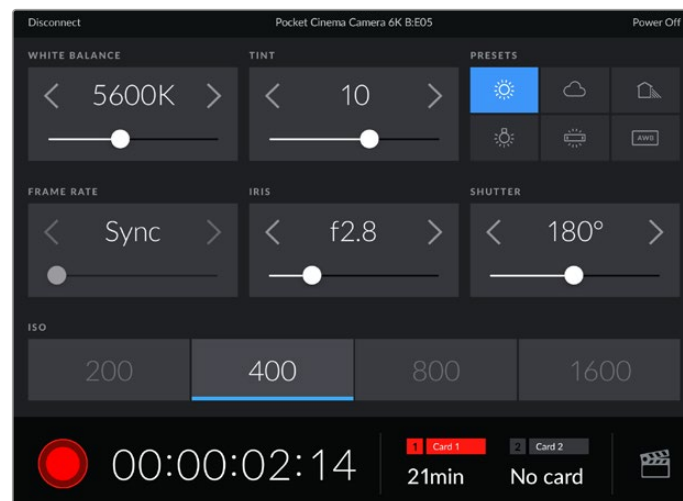 Disconnect Pocket Cinema Camera 6K B:E05 Power Off
WHITE BALANCE TINT PRESETS
5600K 10
AWB
FRAME RATE IRIS SHUTTER
Sync f2.8 180°
ISO
200 400 800 1600
1 Card 1 2 Card 2
00:00:02:14 21min No card